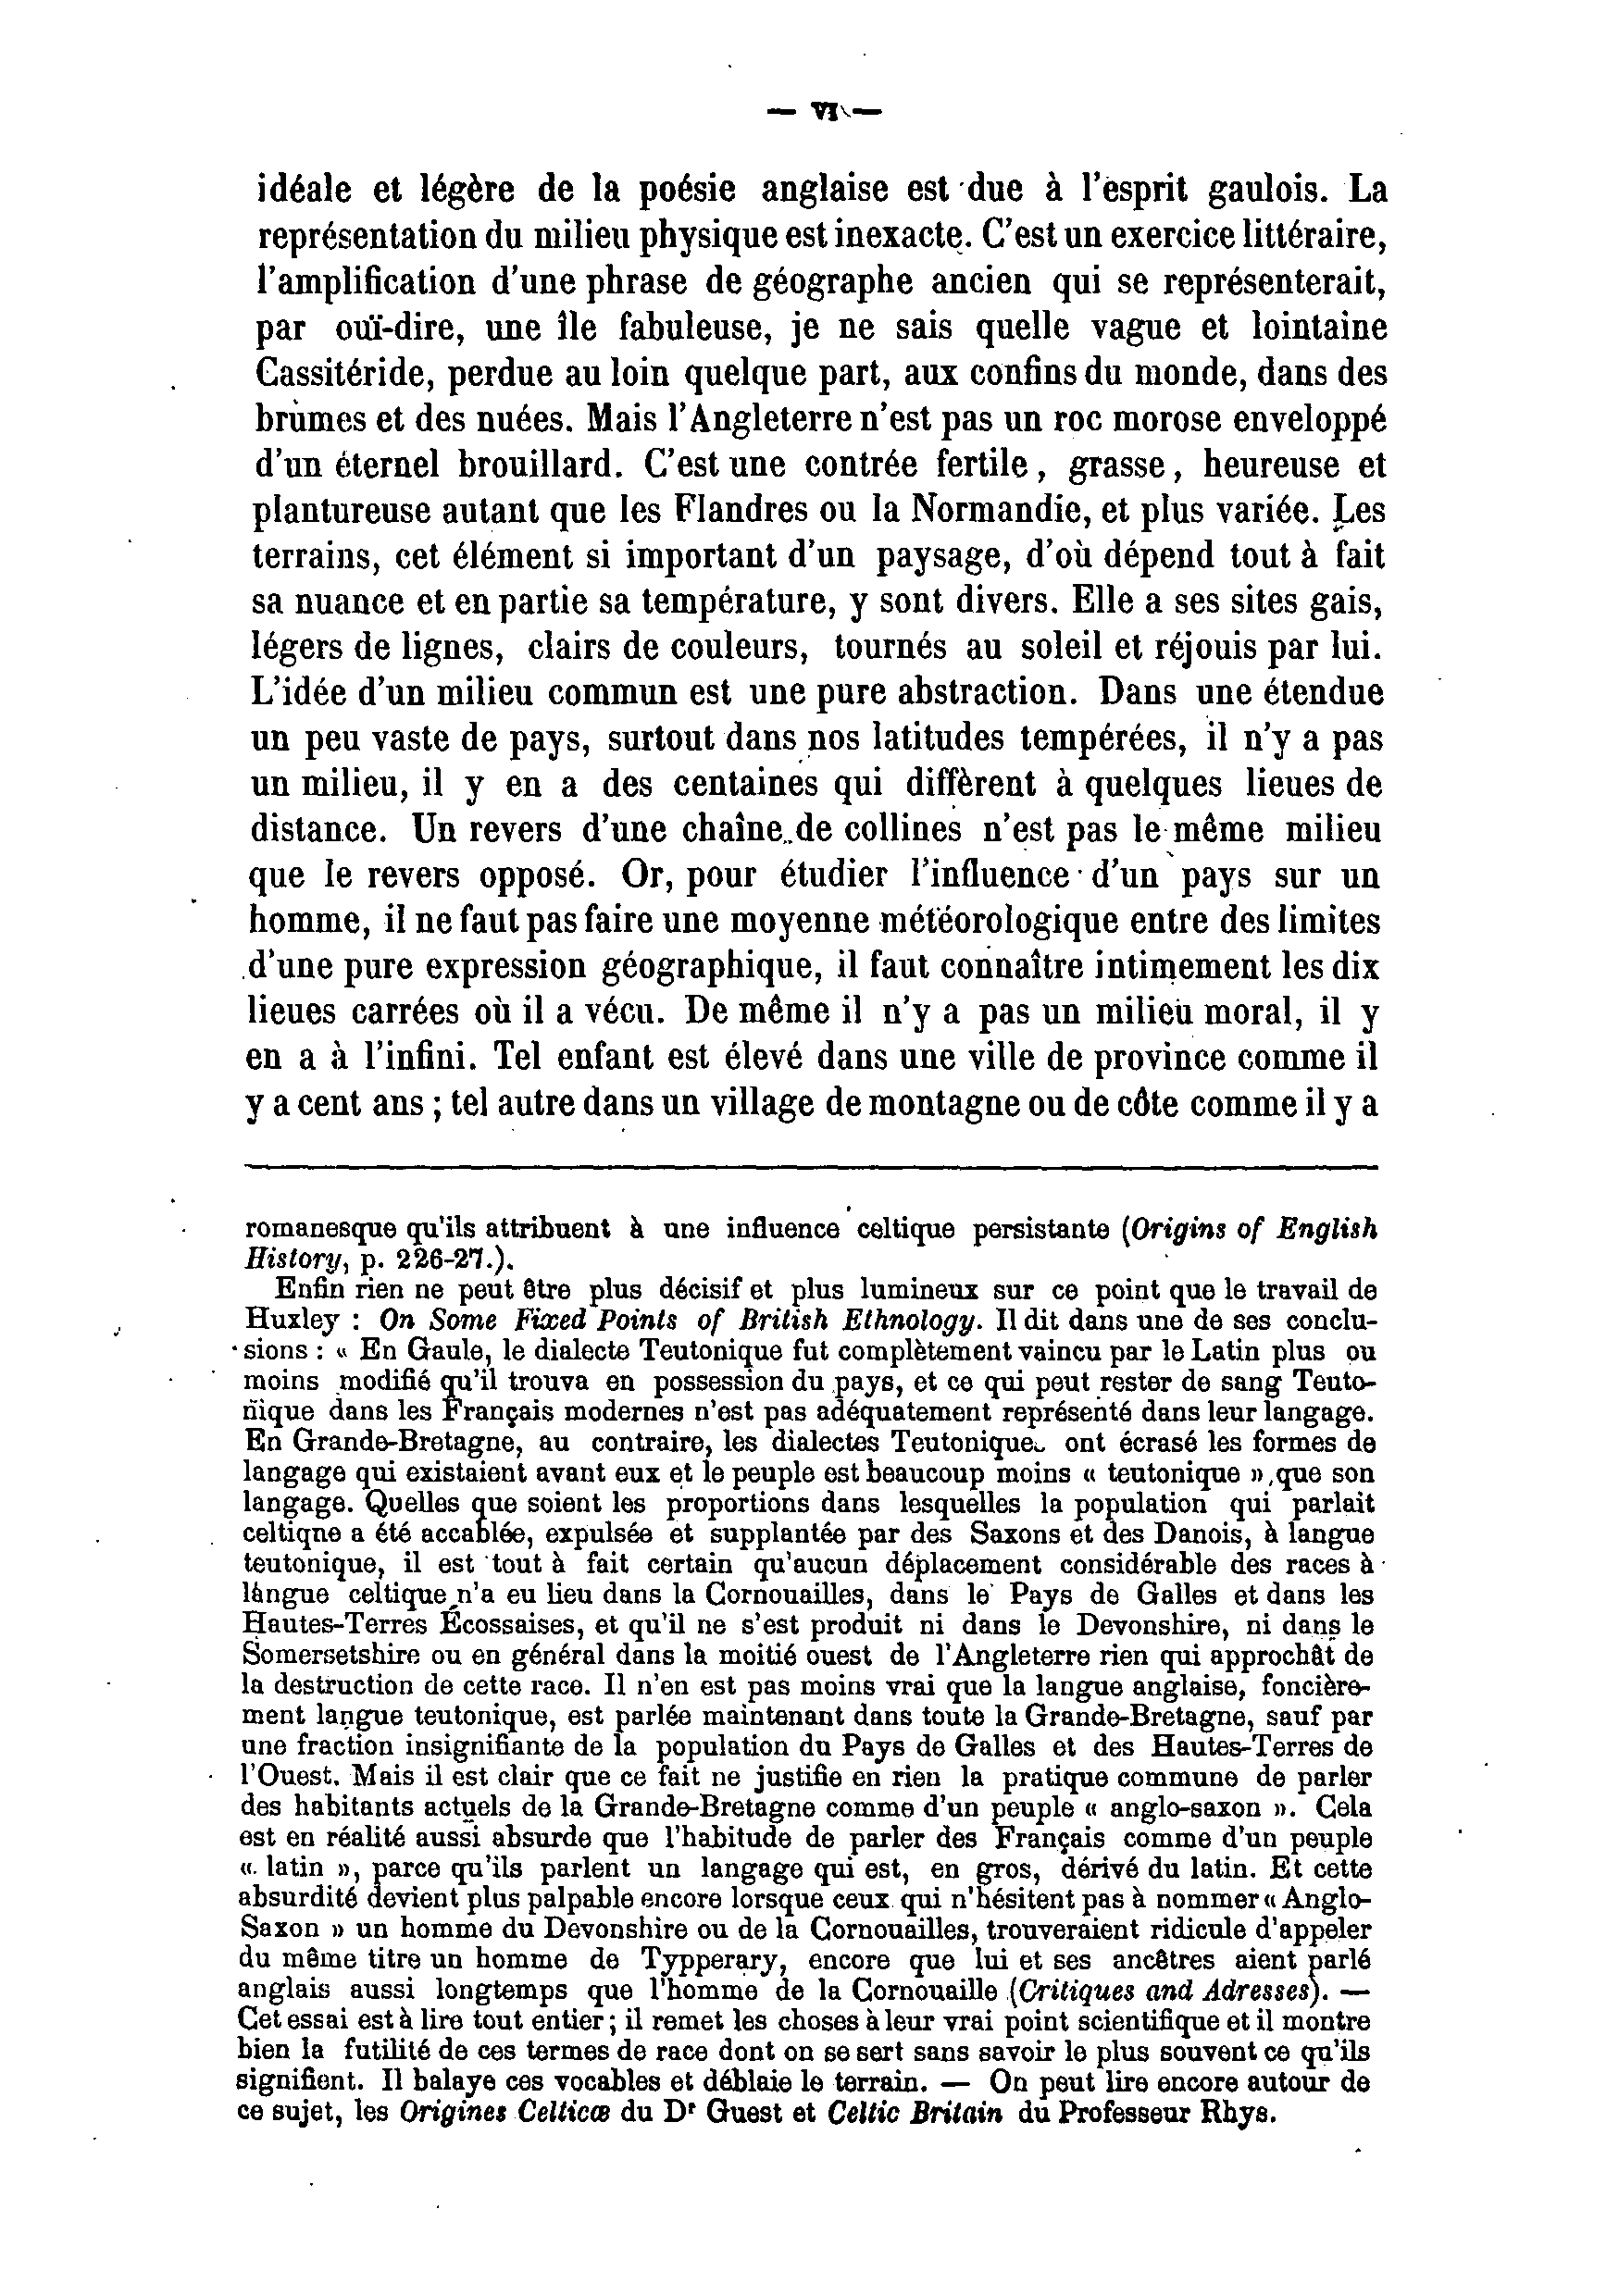 — VI —
idéale et légère de la poésie anglaise est due à l'esprit gaulois. La
représentation du milieu physique est inexacte. C'est un exercice littéraire,
l'amplification d'une phrase de géographe ancien qui se représenterait,
par ouï-dire, une île fabuleuse, je ne sais quelle vague et lointaine
Cassitéride, perdue au loin quelque part, aux confins du monde, dans des
brumes et des nuées. Mais l'Angleterre n'est pas un roc morose enveloppé
d'un éternel brouillard. C'est une contrée fertile, grasse, heureuse et
plantureuse autant que les Flandres ou la Normandie, et plus variée. Les
terrains, cet élément si important d'un paysage, d'où dépend tout à fait
sa nuance et en partie sa température, y sont divers. Elle a ses sites gais,
légers de lignes, clairs de couleurs, tournés au soleil et réjouis par lui.
L'idée d'un milieu commun est une pure abstraction. Dans une étendue
un peu vaste de pays, surtout dans nos latitudes tempérées, il n'y a pas
un milieu, il y en a des centaines qui diffèrent à quelques lieues de
distance. Un revers d'une chaîne de collines n'est pas le même milieu
que le revers opposé. Or, pour étudier l'influence d'un pays sur un
homme, il ne faut pas faire une moyenne météorologique entre des limites
d'une pure expression géographique, il faut connaître intimement les dix
lieues carrées où il a vécu. De même il n'y a pas un milieu moral, il y
en a à l'infini. Tel enfant est élevé dans une ville de province comme il
y a cent ans ; tel autre dans un village de montagne ou de côte comme il y a
romanesque qu'ils attribuent à une influence celtique persistante (Origins of English
History, p. 226-27.).
Enfin rien ne peut être plus décisif et plus lumineux sur ce point que le travail de
Huxley : On Some Fixed Points of British Ethnology. Il dit dans une de ses conclu-
sions : « En Gaule, le dialecte Teutonique fut complètement vaincu par le Latin plus ou
moins modifié qu'il trouva en possession du pays, et ce qui peut rester de sang Teuto-
nique dans les Français modernes n'est pas adéquatement représenté dans leur langage.
En Grande-Bretagne, au contraire, les dialectes Teutoniques ont écrasé les formes de
langage qui existaient avant eux et le peuple est beaucoup moins « teutonique », que son
langage. Quelles que soient les proportions dans lesquelles la population qui parlait
celtiqne a été accablée, expulsée et supplantée par des Saxons et des Danois, à langue
teutonique, il est tout à fait certain qu'aucun déplacement considérable des races à
langue celtique n'a eu lieu dans la Cornouailles, dans le Pays de Galles et dans les
Hautes-Terres Écossaises, et qu'il ne s'est produit ni dans le Devonshire, ni dans le
Somersetshire ou en général dans la moitié ouest de l'Angleterre rien qui approchât de
la destruction de cette race. Il n'en est pas moins vrai que la langue anglaise, foncière-
ment langue teutonique, est parlée maintenant dans toute la Grande-Bretagne, sauf par
une fraction insignifiante de la population du Pays de Galles et des Hautes-Terres de
l'Ouest. Mais il est clair que ce fait ne justifie en rien la pratique commune de parler
des habitants actuels de la Grande-Bretagne comme d'un peuple « anglo-saxon ». Cela
est en réalité aussi absurde que l'habitude de parler des Français comme d'un peuple
« latin », parce qu'ils parlent un langage qui est, en gros, dérivé du latin. Et cette
absurdité devient plus palpable encore lorsque ceux qui n'hésitent pas à nommer « Anglo-
Saxon » un homme du Devonshire ou de la Cornouailles, trouveraient ridicule d'appeler
du même titre un homme de Typperary, encore que lui et ses ancêtres aient parlé
anglais aussi longtemps que l'homme de la Cornouaille (Critiques and Adresses). —
Cet essai est à lire tout entier ; il remet les choses à leur vrai point scientifique et il montre
bien la futilité de ces termes de race dont on se sert sans savoir le plus souvent ce qu'ils
signifient. Il balaye ces vocables et déblaie le terrain. — On peut lire encore autour de
ce sujet, les Origines Celticæ du Dr Guest et Celtic Britain du Professeur Rhys.